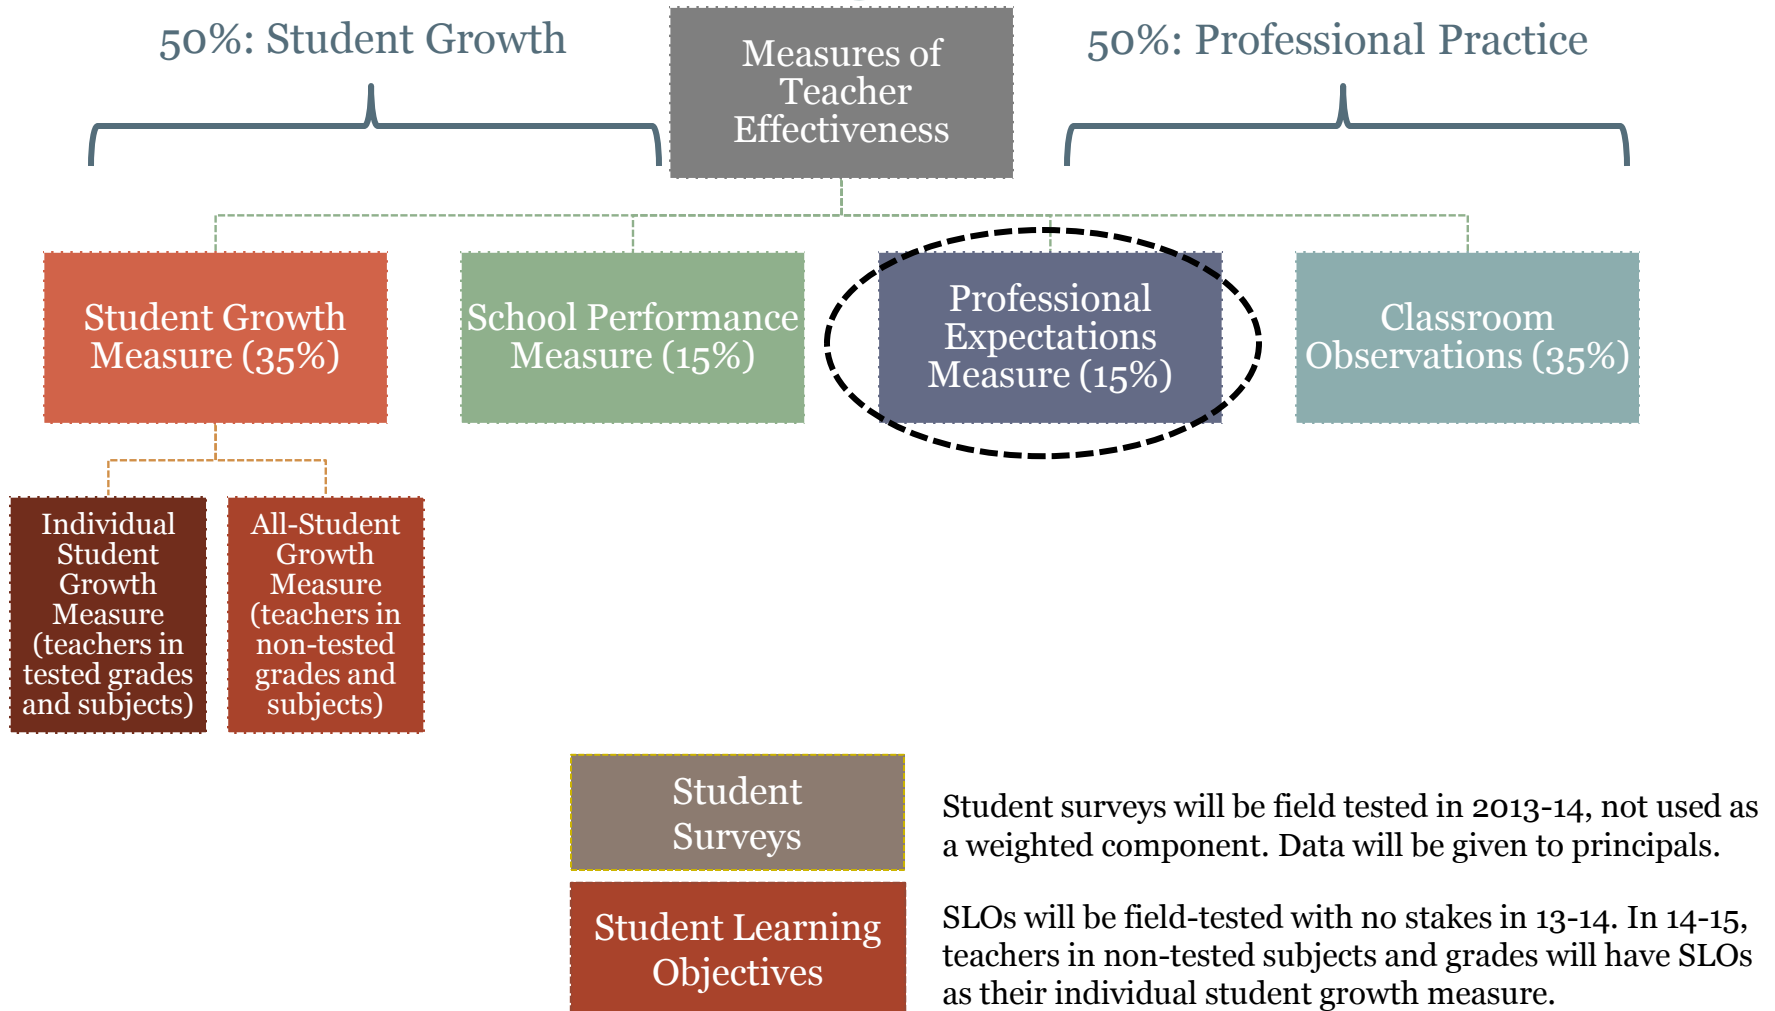 50%: Student Growth
Measures of
Teacher
Effectiveness
50%: Professional Practice
Student Growth
Measure (35%)
School Performance
Measure (15%)
Professional
Expectations
Measure (15%)
Classroom
Observations (35%)
Individual
Student
Growth
Measure
(teachers in
tested grades
and subjects)
All-Student
Growth
Measure
(teachers in
non-tested
grades and
subjects)
Student
Surveys
Student surveys will be field tested in 2013-14, not used as
a weighted component. Data will be given to principals.
Student Learning
Objectives
SLOs will be field-tested with no stakes in 13-14. In 14-15,
teachers in non-tested subjects and grades will have SLOs
as their individual student growth measure.